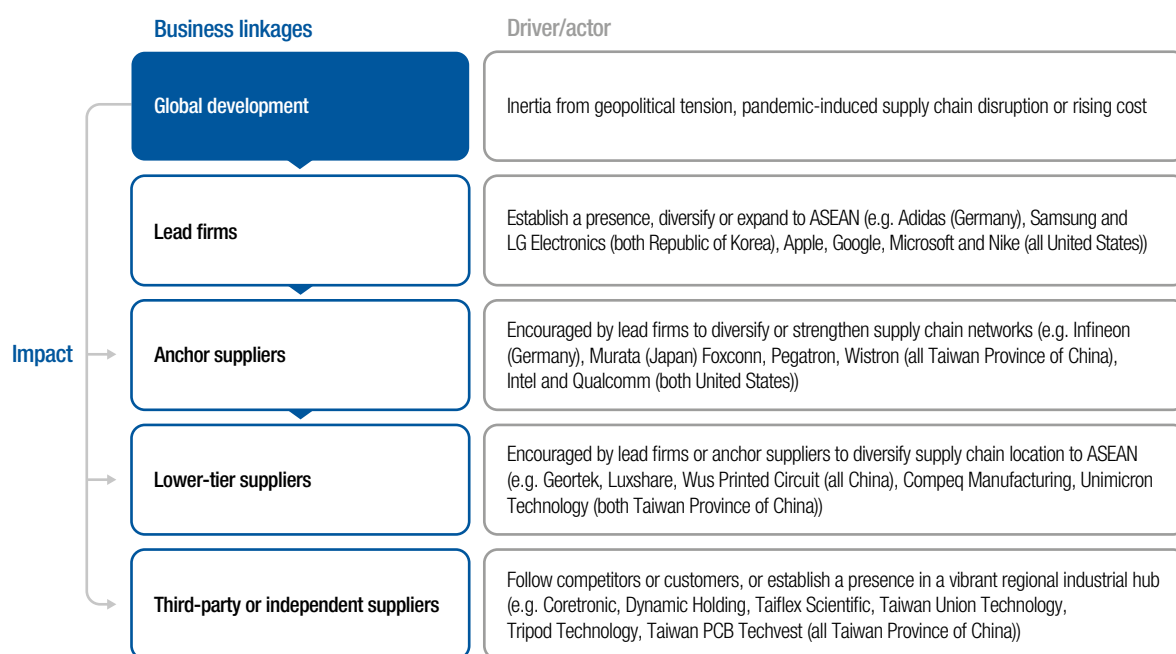 Business linkages
Driver/actor
Global development
Inertia from geopolitical tension, pandemic-induced supply chain disruption or rising cost
Lead firms
Establish a presence, diversify or expand to ASEAN (e.g. Adidas (Germany), Samsung and
LG Electronics (both Republic of Korea), Apple, Google, Microsoft and Nike (all United States))
Impact
Anchor suppliers
Encouraged by lead firms to diversify or strengthen supply chain networks (e.g. Infineon
(Germany), Murata (Japan) Foxconn, Pegatron, Wistron (all Taiwan Province of China),
Intel and Qualcomm (both United States))
Lower-tier suppliers
Encouraged by lead firms or anchor suppliers to diversify supply chain location to ASEAN
(e.g. Geortek, Luxshare, Wus Printed Circuit (all China), Compeq Manufacturing, Unimicron
Technology (both Taiwan Province of China))
Third-party or independent suppliers
Follow competitors or customers, or establish a presence in a vibrant regional industrial hub
(e.g. Coretronic, Dynamic Holding, Taiflex Scientific, Taiwan Union Technology,
Tripod Technology, Taiwan PCB Techvest (all Taiwan Province of China))